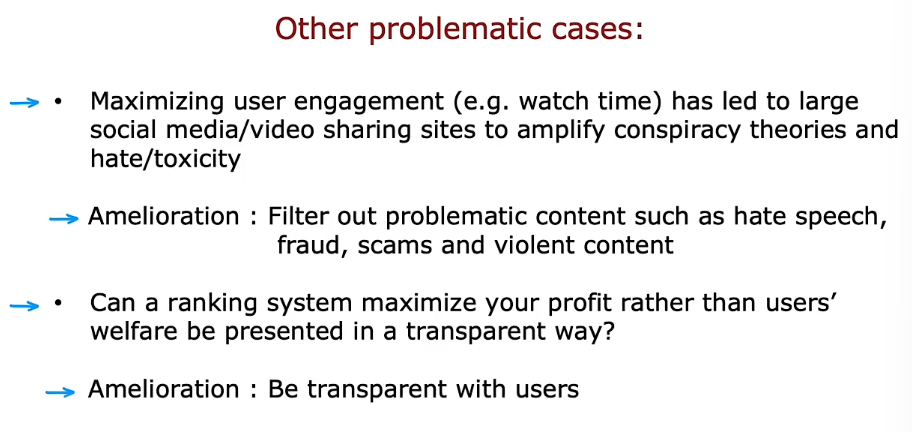 Other problematic cases:
• Maximizing user engagement (e.g. watch time) has led to large
social media/video sharing sites to amplify conspiracy theories and
hate/toxicity
Amelioration : Filter out problematic content such as hate speech,
fraud, scams and violent content
• Can a ranking system maximize your profit rather than users’
welfare be presented in a transparent way?
Amelioration : Be transparent with users